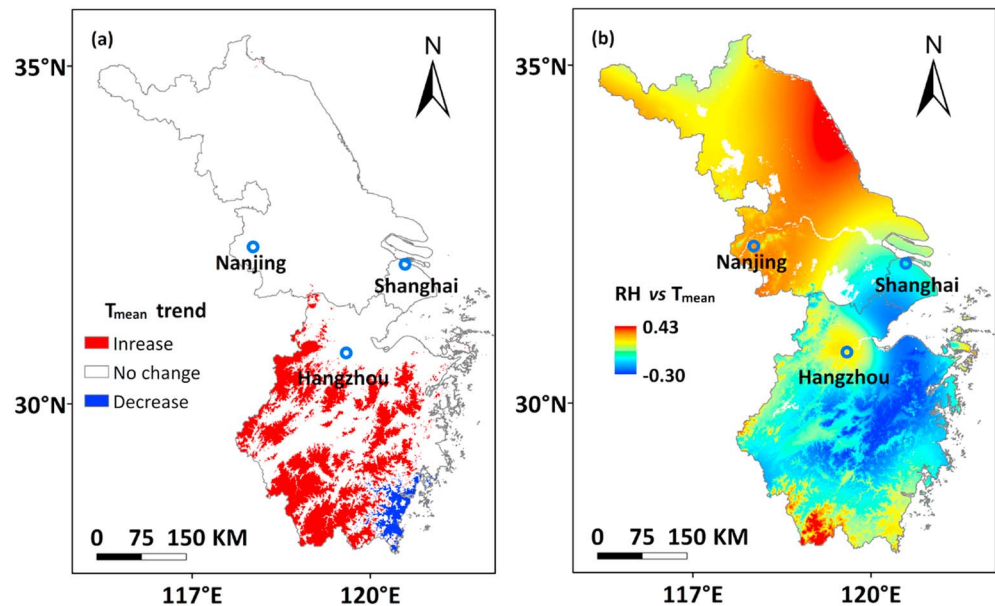 (a)
N
35°N
30°N
Nanjing
Shanghai
Hangzhou
Tmean trend
Inrease
No change
Decrease
0 75 150 KM
117°E 120°E
(b)
N
35°N
30°N
Nanjing
Shanghai
Hangzhou
RH vs Tmean
0.43
-0.30
0 75 150 KM
117°E 120°E